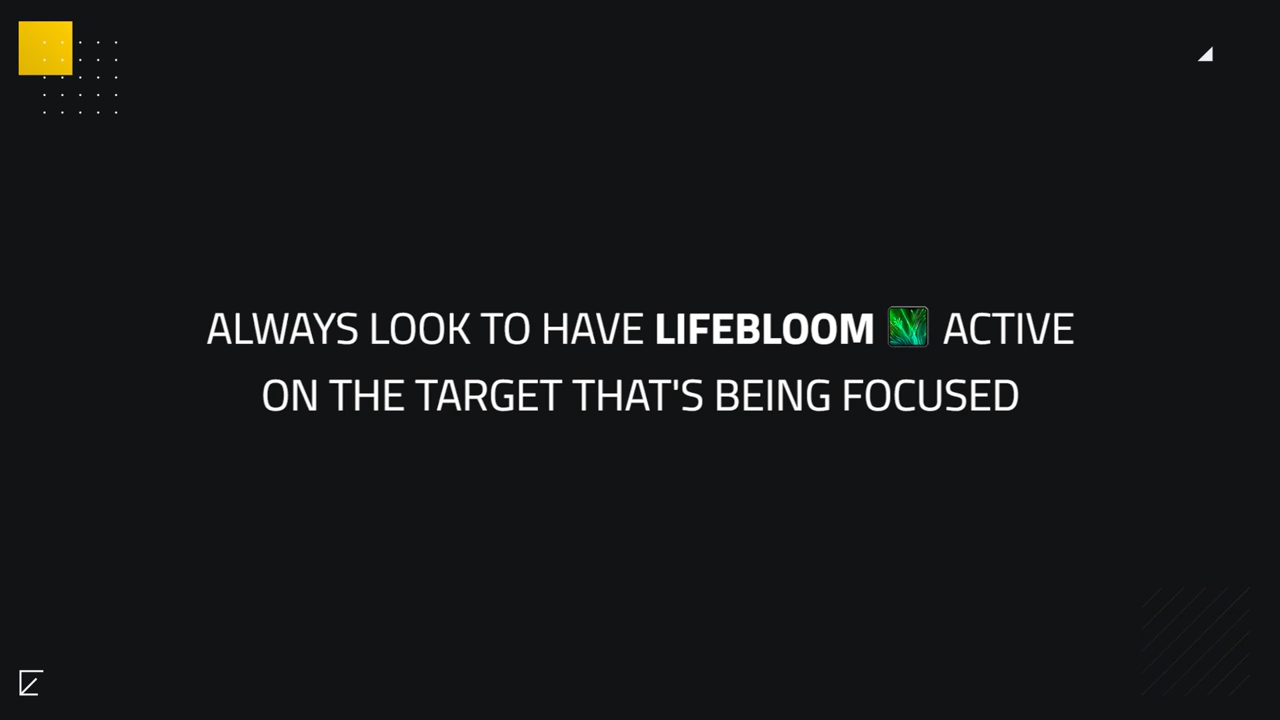 ALWAYS LOOK TO HAVE LIFEBLOOM ACTIVE
ON THE TARGET THAT'S BEING FOCUSED